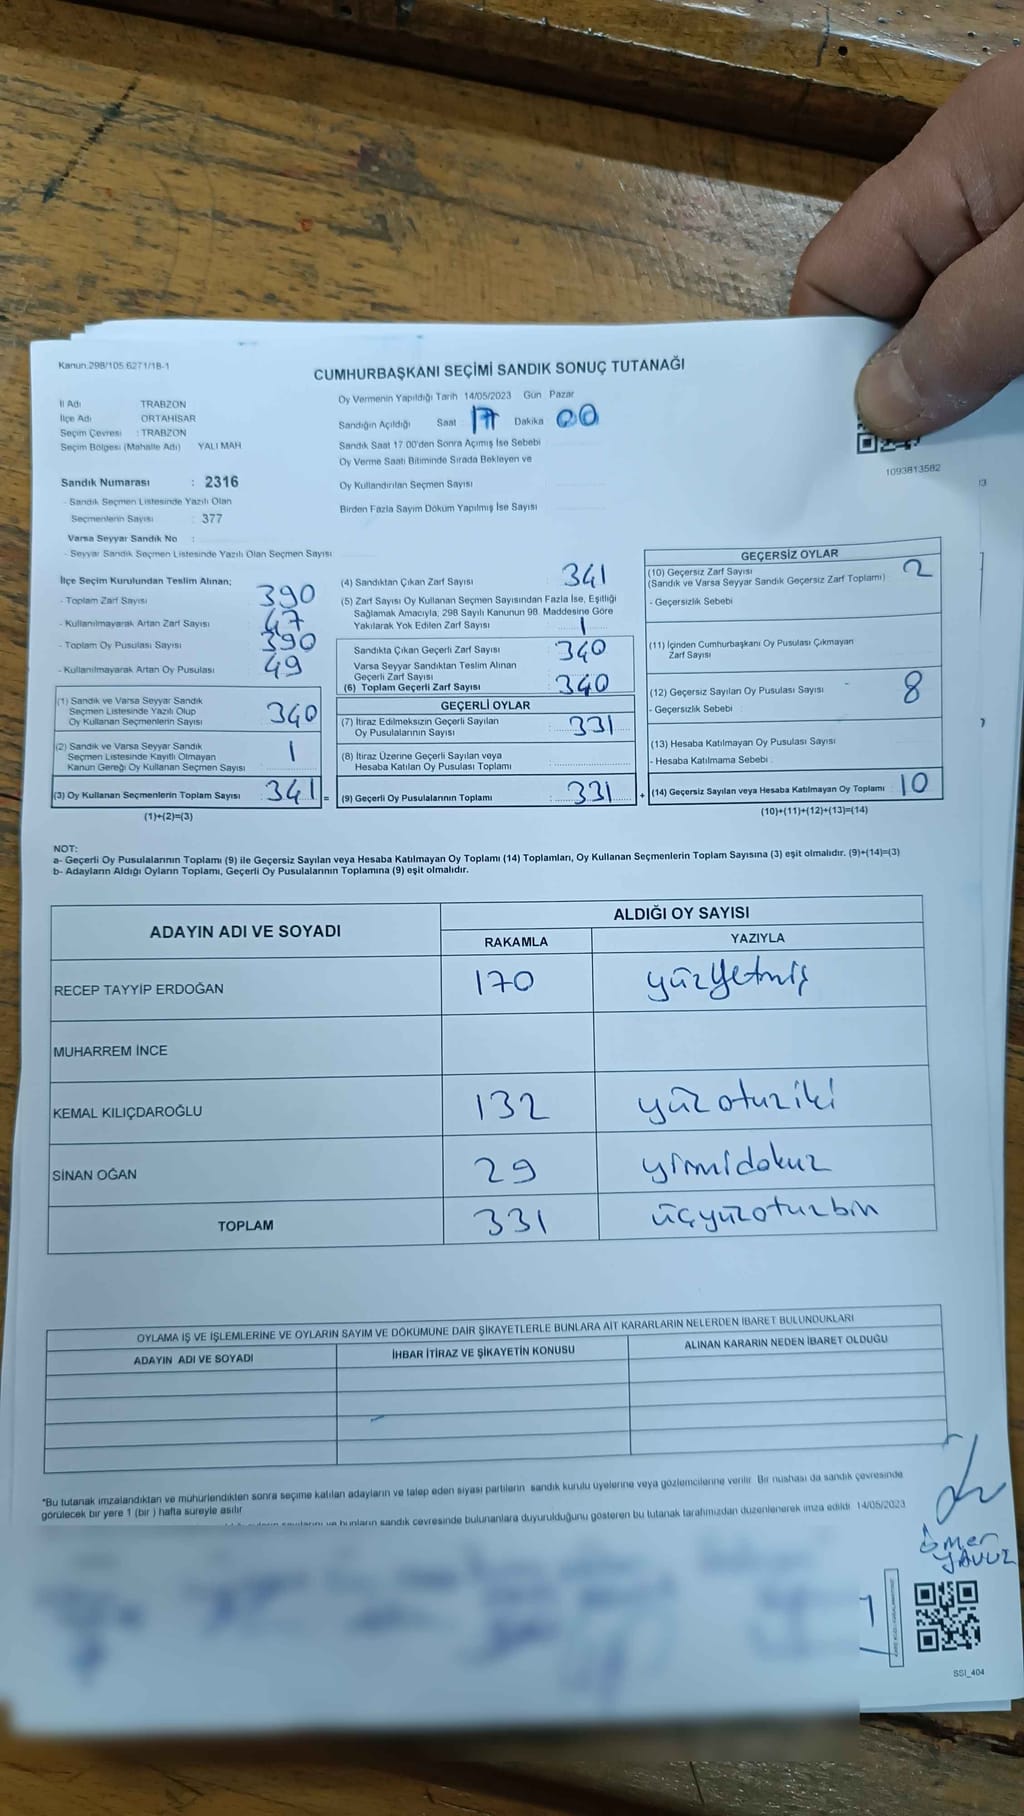 Kanun.298/105 6271/18-1
CUMHURBAŞKANI SEÇİMİ SANDIK SONUÇ TUTANAĞI
İl Adı TRABZON
İlçe Adı ORTAHİSAR
Seçim Çevresi : TRABZON
Seçim Bölgesi (Mahalle Adı) YALI MAH
Oy Vermenin Yapıldığı Tarih 14/05/2023 Gün Pazar
Sandığın Açıldığı Saat 17 Dakika 00
Sandık Saat 17 00'den Sonra Açımış İse Sebebi
Oy Verme Saati Bitiminde Sırada Bekleyen ve
Oy Kullandırılan Seçmen Sayısı
Birden Fazla Sayım Döküm Yapılmış İse Sayısı
1093813582
Sandık Numarası : 2316
- Sandık Seçmen Listesinde Yazılı Olan
Seçmenlerin Sayısı : 377
Varsa Seyyar Sandık No :
- Seyyar Sandık Seçmen Listesinde Yazılı Olan Seçmen Sayısı
İlçe Seçim Kurulundan Teslim Alınan;
- Toplam Zarf Sayısı 390
- Kullanılmayarak Artan Zarf Sayısı 47
- Toplam Oy Pusulası Sayısı 390
- Kullanılmayarak Artan Oy Pusulası 49
(1) Sandık ve Varsa Seyyar Sandık
Seçmen Listesinde Yazılı Olup
Oy Kullanan Seçmenlerin Sayısı 340
(2) Sandık ve Varsa Seyyar Sandık
Seçmen Listesinde Kayıtlı Olmayan
Kanun Gereği Oy Kullanan Seçmen Sayısı 1
(3) Oy Kullanan Seçmenlerin Toplam Sayısı 341 =
(1)+(2)=(3)
(4) Sandıktan Çıkan Zarf Sayısı 341
(5) Zarf Sayısı Oy Kullanan Seçmen Sayısından Fazla İse, Eşitliği
Sağlamak Amacıyla, 298 Sayılı Kanunun 98. Maddesine Göre
Yakılarak Yok Edilen Zarf Sayısı 1
Sandıkta Çıkan Geçerli Zarf Sayısı 340
Varsa Seyyar Sandıktan Teslim Alınan
Geçerli Zarf Sayısı
(6) Toplam Geçerli Zarf Sayısı 340
GEÇERLİ OYLAR
(7) İtiraz Edilmeksizin Geçerli Sayılan
Oy Pusulalarının Sayısı 331
(8) İtiraz Üzerine Geçerli Sayılan veya
Hesaba Katılan Oy Pusulası Toplamı
(9) Geçerli Oy Pusulalarının Toplamı : 331 +
GEÇERSİZ OYLAR
(10) Geçersiz Zarf Sayısı 2
(Sandık ve Varsa Seyyar Sandık Geçersiz Zarf Toplamı)
- Geçersizlik Sebebi
(11) İçinden Cumhurbaşkanı Oy Pusulası Çıkmayan
Zarf Sayısı
(12) Geçersiz Sayılan Oy Pusulası Sayısı 8
- Geçersizlik Sebebi :
(13) Hesaba Katılmayan Oy Pusulası Sayısı
- Hesaba Katılmama Sebebi :
(14) Geçersiz Sayılan veya Hesaba Katılmayan Oy Toplamı : 10
(10)+(11)+(12)+(13)=(14)
NOT:
a- Geçerli Oy Pusulalarının Toplamı (9) ile Geçersiz Sayılan veya Hesaba Katılmayan Oy Toplamı (14) Toplamları, Oy Kullanan Seçmenlerin Toplam Sayısına (3) eşit olmalıdır. (9)+(14)=(3)
b- Adayların Aldığı Oyların Toplamı, Geçerli Oy Pusulalarının Toplamına (9) eşit olmalıdır.
ADAYIN ADI VE SOYADI
ALDIĞI OY SAYISI
RAKAMLA YAZIYLA
RECEP TAYYİP ERDOĞAN 170 yüzyetmiş
MUHARREM İNCE
KEMAL KILIÇDAROĞLU 132 yüzotuziki
SİNAN OĞAN 29 yirmidokuz
TOPLAM 331 üçyüzotuzbin
OYLAMA İŞ VE İŞLEMLERİNE VE OYLARIN SAYIM VE DÖKÜMÜNE DAİR ŞİKAYETLERLE BUNLARA AİT KARARLARIN NELERDEN İBARET BULUNDUKLARI
ADAYIN ADI VE SOYADI İHBAR İTİRAZ VE ŞİKAYETİN KONUSU ALINAN KARARIN NEDEN İBARET OLDUĞU
*Bu tutanak imzalandıktan ve mühürlendikten sonra seçime katılan adayların ve talep eden siyasi partilerin sandık kurulu üyelerine veya gözlemcilerine verilir. Bir nüshası da sandık çevresinde
görülecek bir yere 1 (bir ) hafta süreyle asılır.
bunların sandık çevresinde bulunanlara duyurulduğunu gösteren bu tutanak tarafımızdan düzenlenerek imza edildi. 14/05/2023
Ömer
YAVUZ
SSI_404